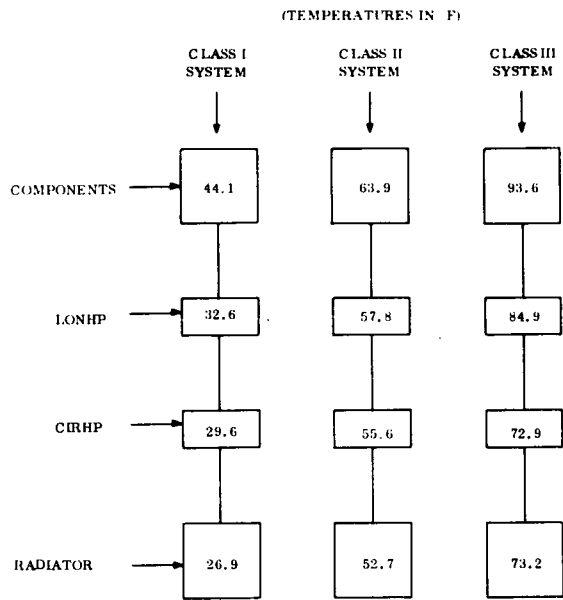 (TEMPERATURES IN F)
CLASS I CLASS II CLASS III
SYSTEM SYSTEM SYSTEM
COMPONENTS 44.1 63.9 93.6
LONHP 32.6 57.8 84.9
CIRHP 29.6 55.6 72.9
RADIATOR 26.9 52.7 73.2